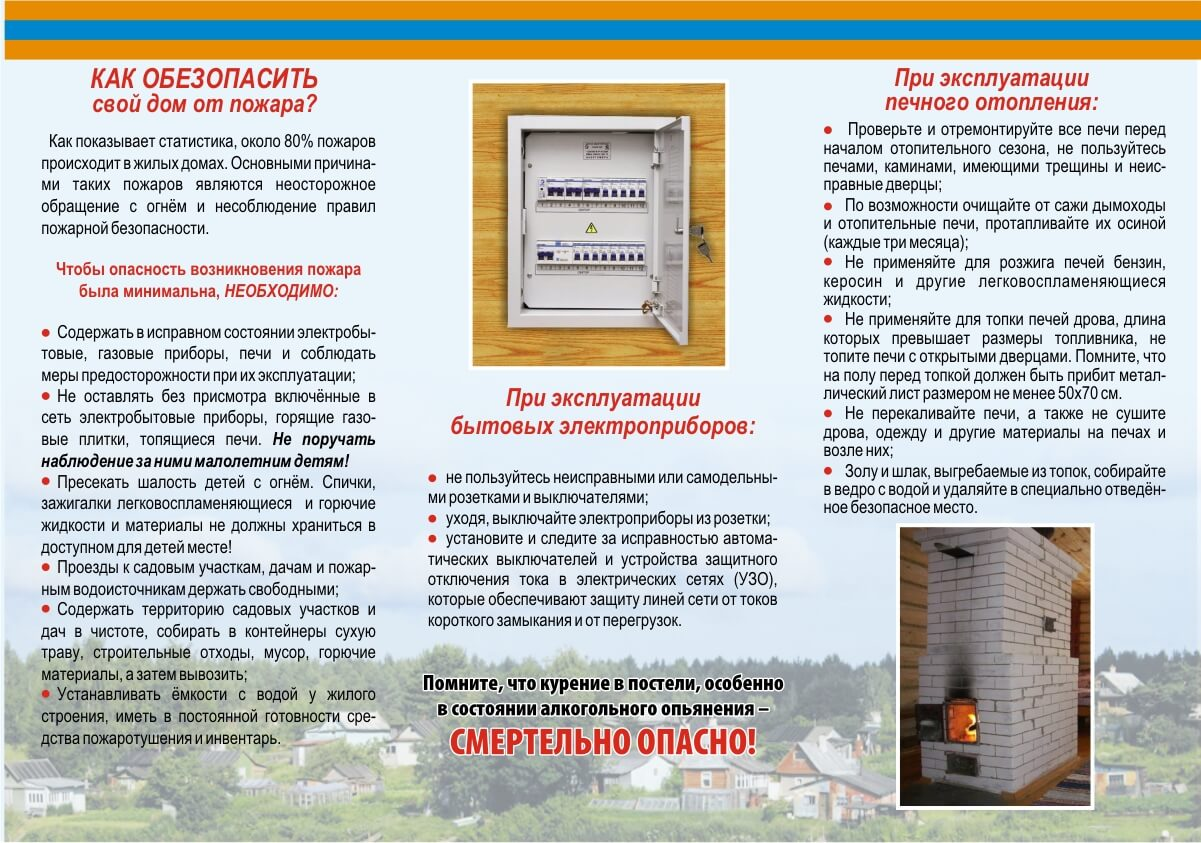 КАК ОБЕЗОПАСИТЬ
свой дом от пожара?
Как показывает статистика, около 80% пожаров
происходит в жилых домах. Основными причина-
ми таких пожаров являются неосторожное
обращение с огнём и несоблюдение правил
пожарной безопасности.
Чтобы опасность возникновения пожара
была минимальна, НЕОБХОДИМО:
● Содержать в исправном состоянии электробы-
товые, газовые приборы, печи и соблюдать
меры предосторожности при их эксплуатации;
● Не оставлять без присмотра включённые в
сеть электробытовые приборы, горящие газо-
вые плитки, топящиеся печи. Не поручать
наблюдение за ними малолетним детям!
● Пресекать шалость детей с огнём. Спички,
зажигалки легковоспламеняющиеся и горючие
жидкости и материалы не должны храниться в
доступном для детей месте!
● Проезды к садовым участкам, дачам и пожар-
ным водоисточникам держать свободными;
● Содержать территорию садовых участков и
дач в чистоте, собирать в контейнеры сухую
траву, строительные отходы, мусор, горючие
материалы, а затем вывозить;
● Устанавливать ёмкости с водой у жилого
строения, иметь в постоянной готовности сре-
дства пожаротушения и инвентарь.
При эксплуатации
бытовых электроприборов:
● не пользуйтесь неисправными или самодельны-
ми розетками и выключателями;
● уходя, выключайте электроприборы из розетки;
● установите и следите за исправностью автома-
тических выключателей и устройства защитного
отключения тока в электрических сетях (УЗО),
которые обеспечивают защиту линей сети от токов
короткого замыкания и от перегрузок.
Помните, что курение в постели, особенно
в состоянии алкогольного опьянения –
СМЕРТЕЛЬНО ОПАСНО!
При эксплуатации
печного отопления:
● Проверьте и отремонтируйте все печи перед
началом отопительного сезона, не пользуйтесь
печами, каминами, имеющими трещины и неис-
правные дверцы;
● По возможности очищайте от сажи дымоходы
и отопительные печи, протапливайте их осиной
(каждые три месяца);
● Не применяйте для розжига печей бензин,
керосин и другие легковоспламеняющиеся
жидкости;
● Не применяйте для топки печей дрова, длина
которых превышает размеры топливника, не
топите печи с открытыми дверцами. Помните, что
на полу перед топкой должен быть прибит метал-
лический лист размером не менее 50х70 см.
● Не перекаливайте печи, а также не сушите
дрова, одежду и другие материалы на печах и
возле них;
● Золу и шлак, выгребаемые из топок, собирайте
в ведро с водой и удаляйте в специально отведён-
ное безопасное место.